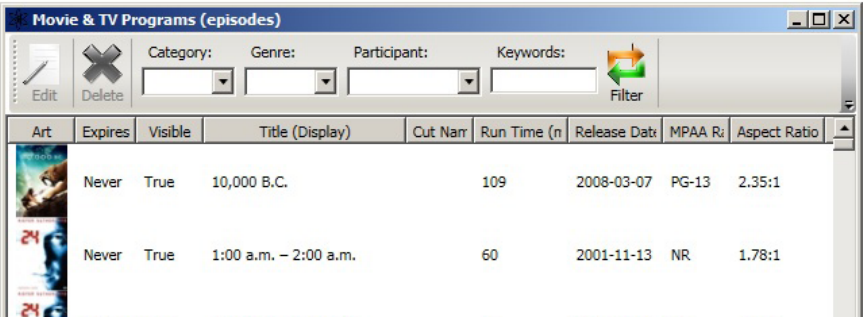 Movie & TV Programs (episodes)
Category: Genre: Participant: Keywords:
Edit Delete Filter
Art Expires Visible Title (Display) Cut Nam Run Time (n Release Date MPAA Ra Aspect Ratio
Never True 10,000 B.C. 109 2008-03-07 PG-13 2.35:1
24
Never True 1:00 a.m. – 2:00 a.m. 60 2001-11-13 NR 1.78:1
24